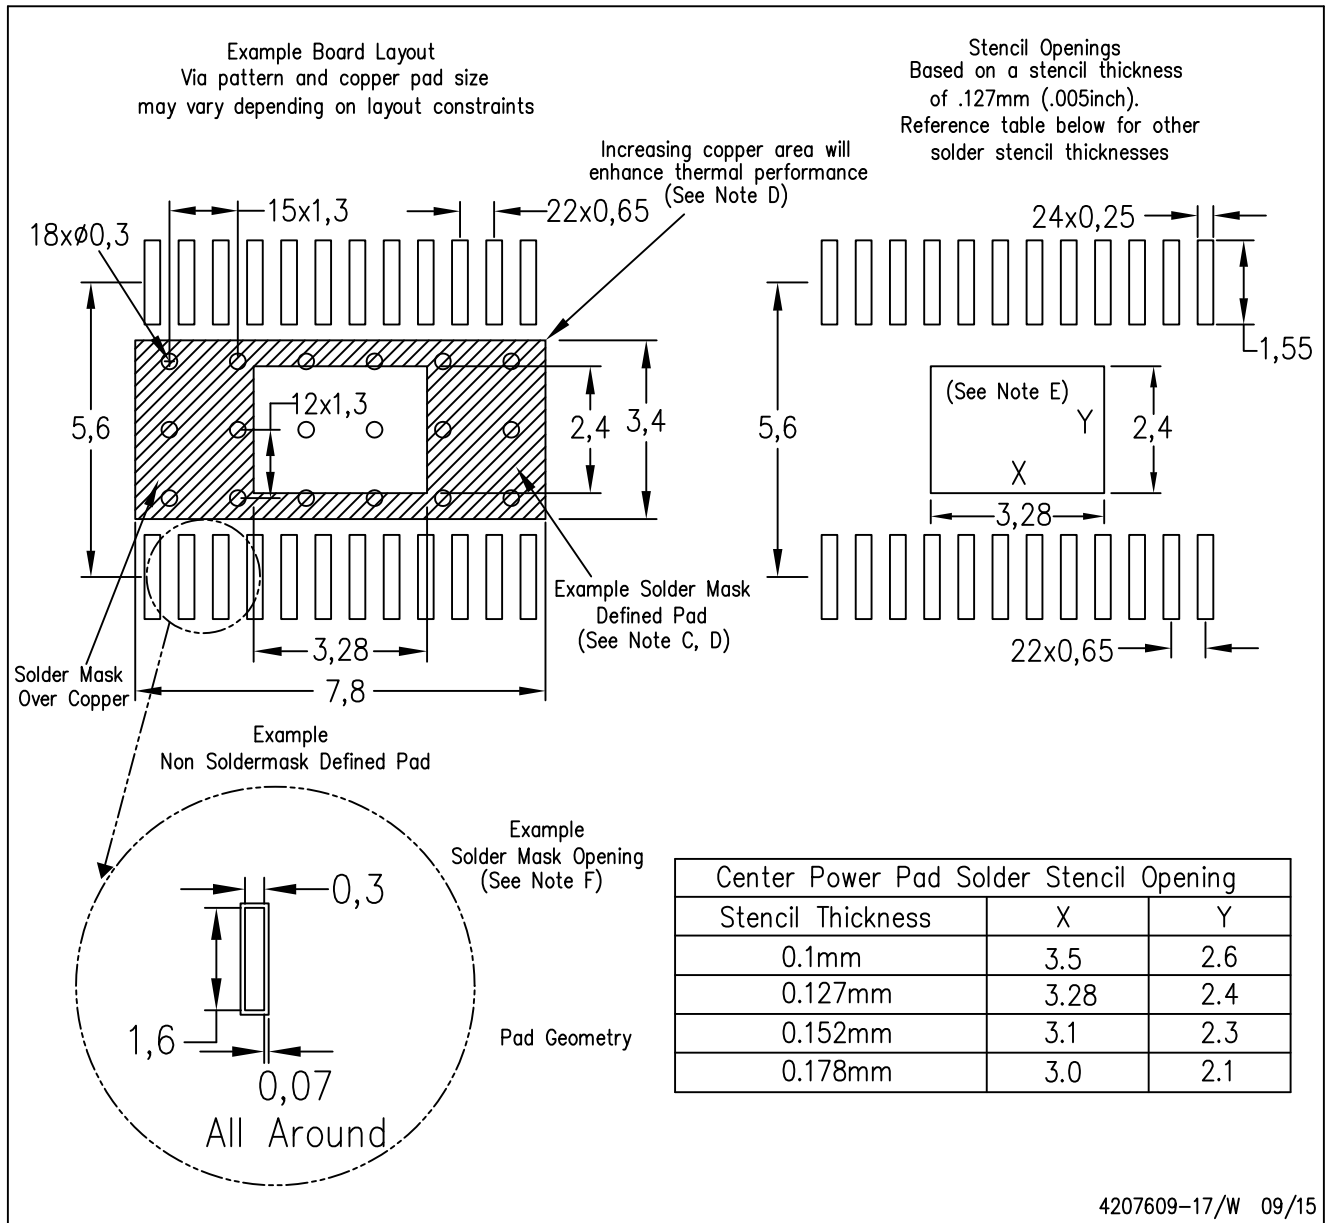 Example Board Layout
Via pattern and copper pad size
may vary depending on layout constraints
Stencil Openings
Based on a stencil thickness
of .127mm (.005inch).
Reference table below for other
solder stencil thicknesses
Increasing copper area will
enhance thermal performance
(See Note D)
15x1,3
22x0,65
18xø0,3
5,6
12x1,3
2,4
3,4
Example Solder Mask
Defined Pad
(See Note C, D)
3,28
7,8
Solder Mask
Over Copper
24x0,25
1,55
5,6
(See Note E)
Y
X
2,4
3,28
22x0,65
Example
Non Soldermask Defined Pad
Example
Solder Mask Opening
(See Note F)
0,3
1,6
0,07
All Around
Pad Geometry
Center Power Pad Solder Stencil Opening
Stencil Thickness X Y
0.1mm 3.5 2.6
0.127mm 3.28 2.4
0.152mm 3.1 2.3
0.178mm 3.0 2.1
4207609-17/W 09/15